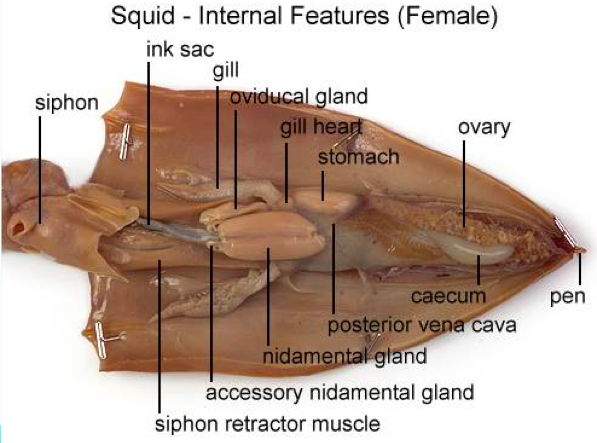 Squid - Internal Features (Female)
ink sac
gill
siphon
oviducal gland
gill heart
ovary
stomach
caecum
pen
posterior vena cava
nidamental gland
accessory nidamental gland
siphon retractor muscle